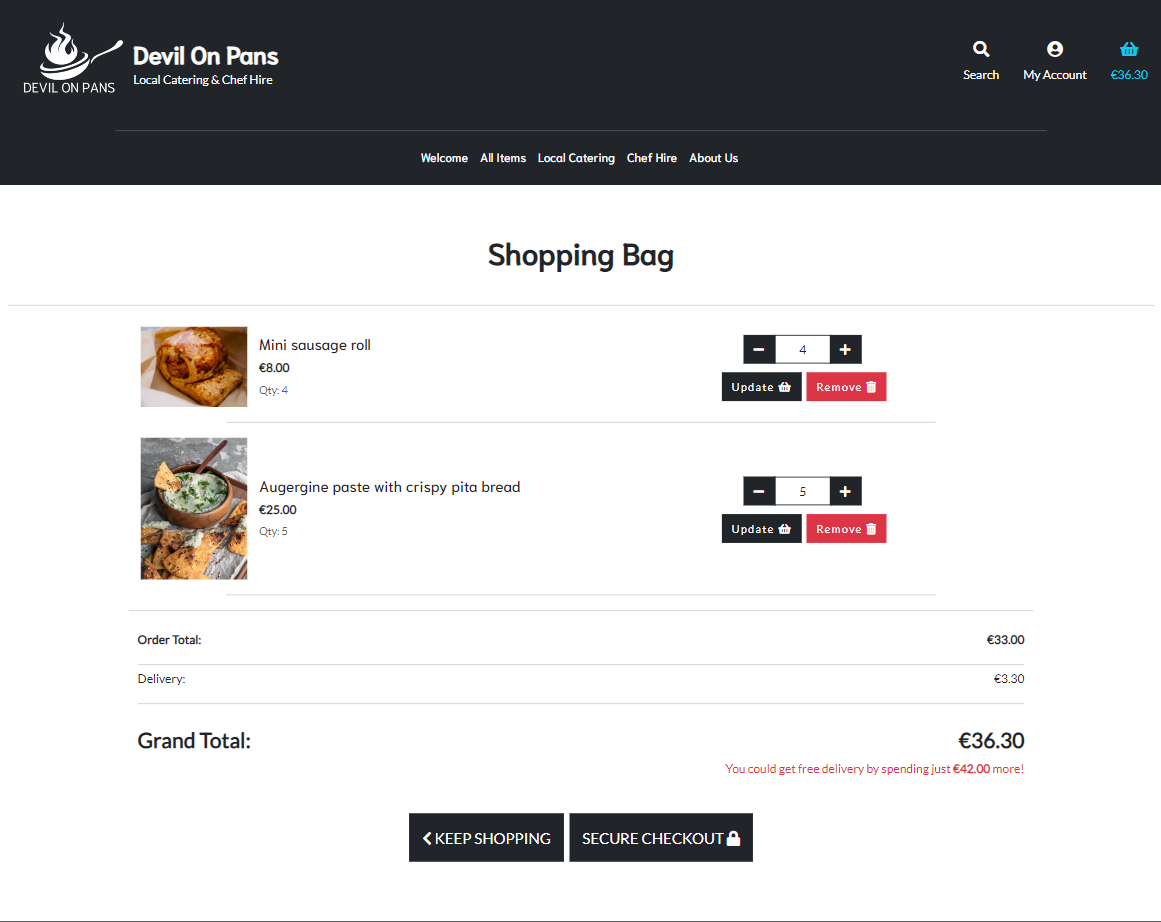 DEVIL ON PANS
Devil On Pans
Local Catering & Chef Hire
Search
My Account
€36.30
Welcome All Items Local Catering Chef Hire About Us
Shopping Bag
Mini sausage roll
€8.00
Qty: 4
4
Update Remove
Augergine paste with crispy pita bread
€25.00
Qty: 5
5
Update Remove
Order Total: €33.00
Delivery: €3.30
Grand Total: €36.30
You could get free delivery by spending just €42.00 more!
KEEP SHOPPING SECURE CHECKOUT